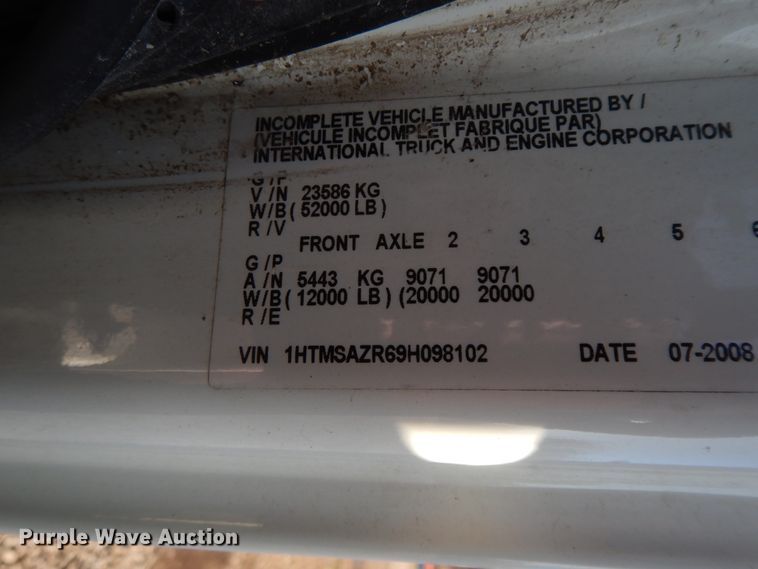 INCOMPLETE VEHICLE MANUFACTURED BY /
(VEHICULE INCOMPLET FABRIQUE PAR)
INTERNATIONAL TRUCK AND ENGINE CORPORATION
G/P
V/N 23586 KG
W/B ( 52000 LB )
R/V
FRONT AXLE 2 3 4 5 6
G/P
A/N 5443 KG 9071 9071
W/B ( 12000 LB ) (20000 20000
R/E
VIN 1HTMSAZR69H098102 DATE 07-2008
Purple Wave Auction